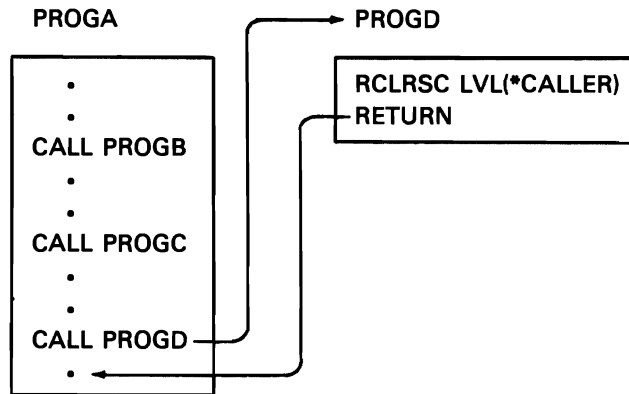 PROGA
•
•
CALL PROGB
•
•
CALL PROGC
•
•
CALL PROGD
•
PROGD
RCLRSC LVL(*CALLER)
RETURN